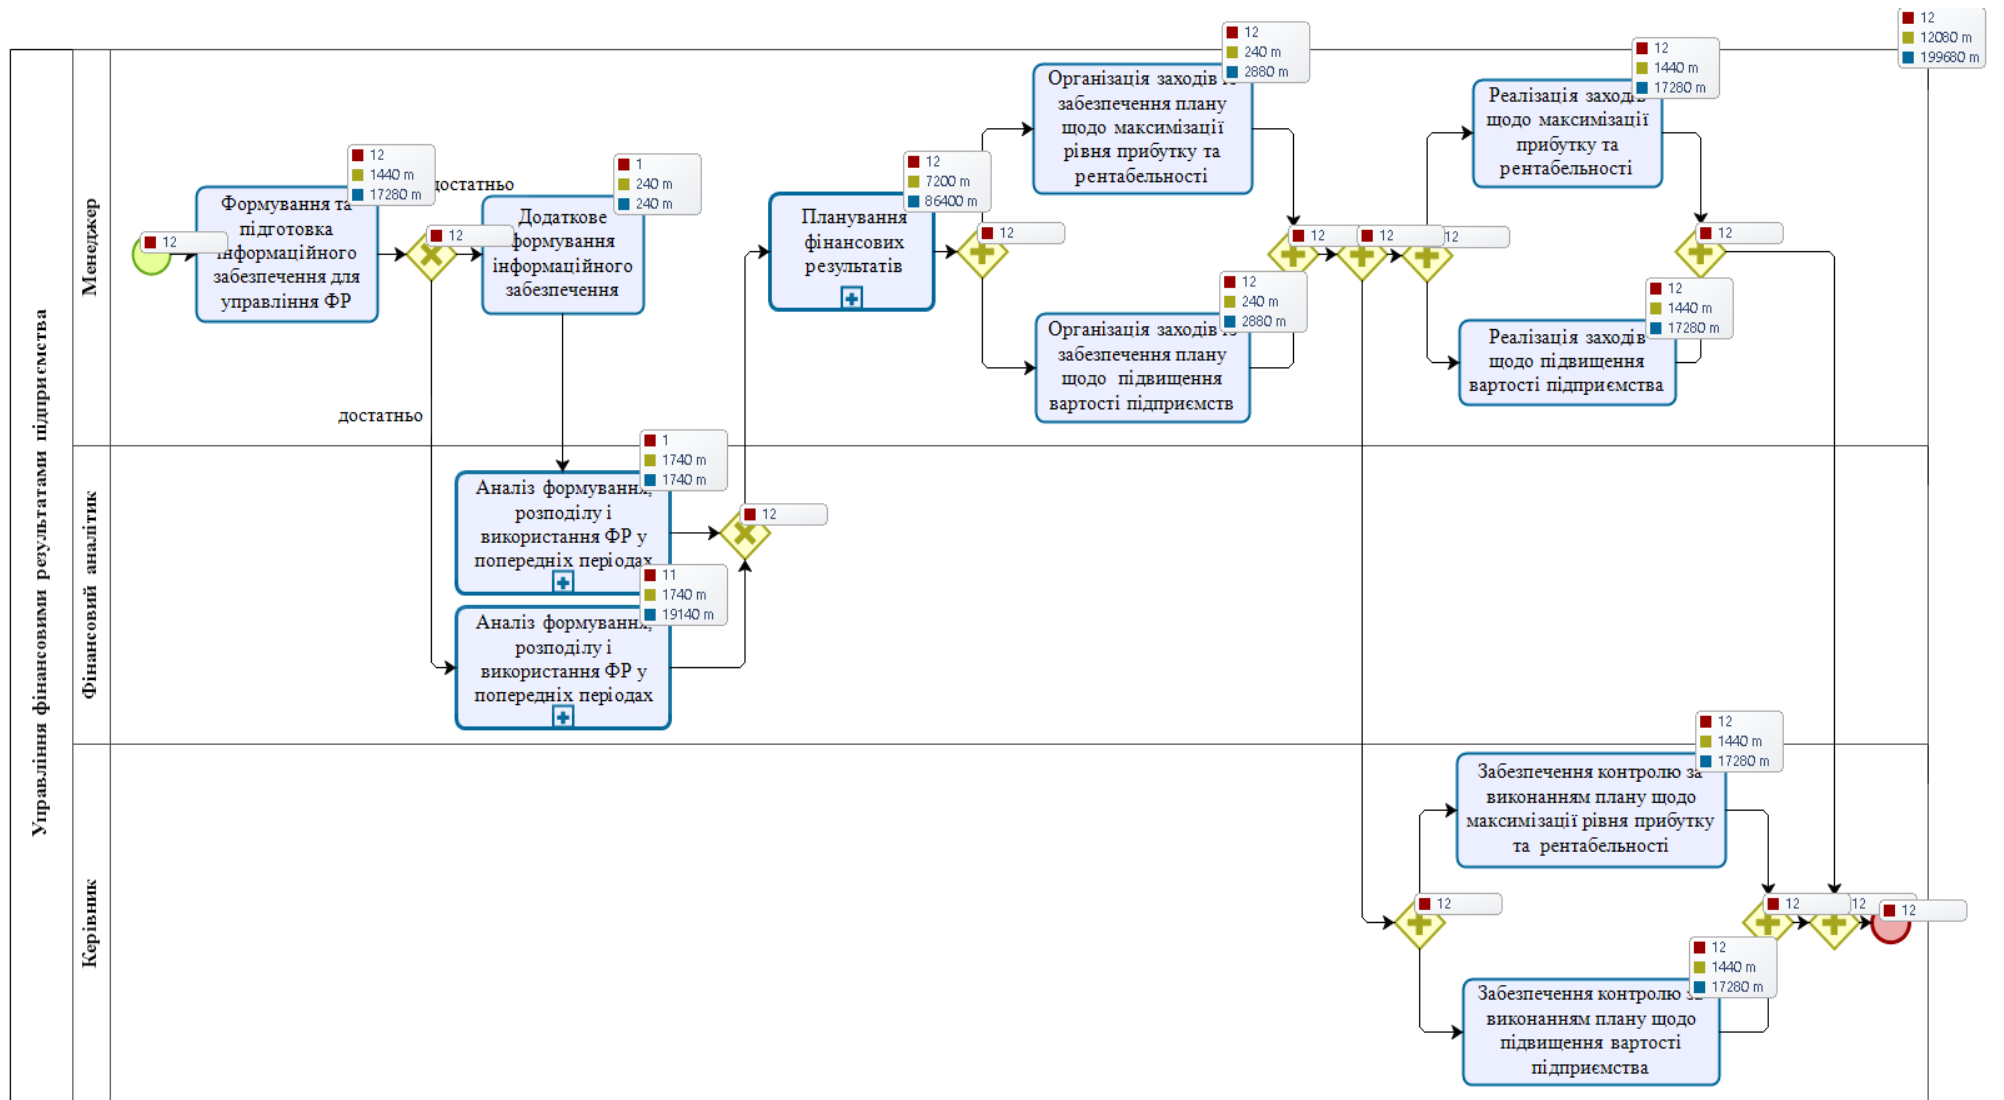 Управління фінансовими результатами підприємства
Менеджер
12
Формування та
підготовка
інформаційного
забезпечення для
управління ФР
12
1440 m
17280 m
12
достатньо
Додаткове
формування
інформаційного
забезпечення
1
240 m
240 m
достатньо
Планування
фінансових
результатів
12
7200 m
86400 m
12
Організація заходів із
забезпечення плану
щодо максимізації
рівня прибутку та
рентабельності
12
240 m
2880 m
Організація заходів із
забезпечення плану
щодо підвищення
вартості підприємств
12
240 m
2880 m
12
12
12
Реалізація заходів
щодо максимізації
прибутку та
рентабельності
12
1440 m
17280 m
Реалізація заходів
щодо підвищення
вартості підприємства
12
1440 m
17280 m
12
12
12080 m
199680 m
Фінансовий аналітик
Аналіз формування,
розподілу і
використання ФР у
попередніх періодах
1
1740 m
1740 m
Аналіз формування,
розподілу і
використання ФР у
попередніх періодах
11
1740 m
19140 m
12
Керівник
12
Забезпечення контролю за
виконанням плану щодо
максимізації рівня прибутку
та рентабельності
12
1440 m
17280 m
Забезпечення контролю за
виконанням плану щодо
підвищення вартості
підприємства
12
1440 m
17280 m
12
12
12